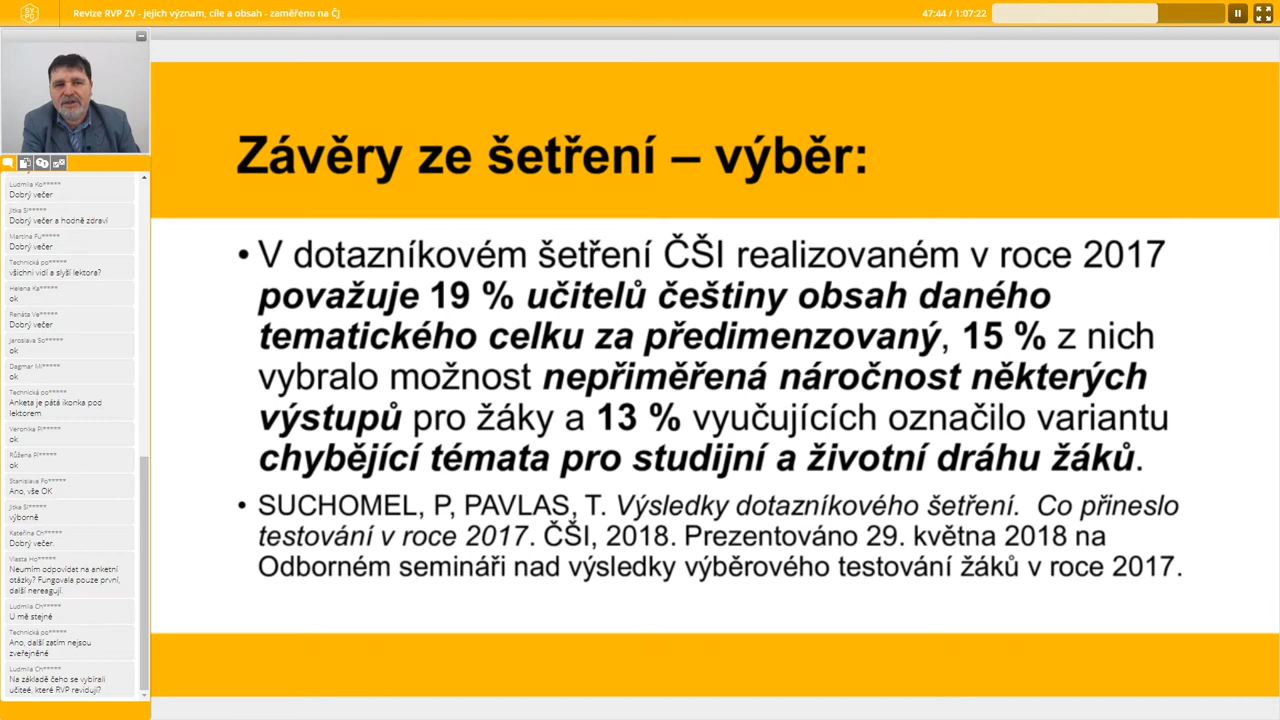 SYPO
Revize RVP ZV - jejich význam, cíle a obsah - zaměřeno na ČJ
47:44 / 1:07:22
Závěry ze šetření – výběr:
• V dotazníkovém šetření ČŠI realizovaném v roce 2017
považuje 19 % učitelů češtiny obsah daného
tematického celku za předimenzovaný, 15 % z nich
vybralo možnost nepřiměřená náročnost některých
výstupů pro žáky a 13 % vyučujících označilo variantu
chybějící témata pro studijní a životní dráhu žáků.
• SUCHOMEL, P, PAVLAS, T. Výsledky dotazníkového šetření. Co přineslo
testování v roce 2017. ČŠI, 2018. Prezentováno 29. května 2018 na
Odborném semináři nad výsledky výběrového testování žáků v roce 2017.
Ludmila Ko*****
Dobrý večer
Jitka Sl*****
Dobrý večer a hodně zdraví
Martina Fu*****
Dobrý večer
Technická po*****
všichni vidí a slyší lektora?
Helena Ka*****
ok
Renáta Ve*****
Dobrý večer
Jaroslava So*****
ok
Dagmar Mi*****
ok
Technická po*****
Anketa je pátá ikonka pod
lektorem
Veronika Pl*****
ok
Růžena Pí*****
ok
Stanislava Fo*****
Ano, vše OK
Jitka Sl*****
výborně
Kateřina Ch*****
Dobrý večer.
Vlasta Ho*****
Neumím odpovídat na anketní
otázky? Fungovala pouze první,
další nereagují.
Ludmila Ch*****
U mě stejné
Technická po*****
Ano, další zatím nejsou
zveřejněné
Ludmila Ch*****
Na základě čeho se vybírali
učiteé, které RVP revidují?